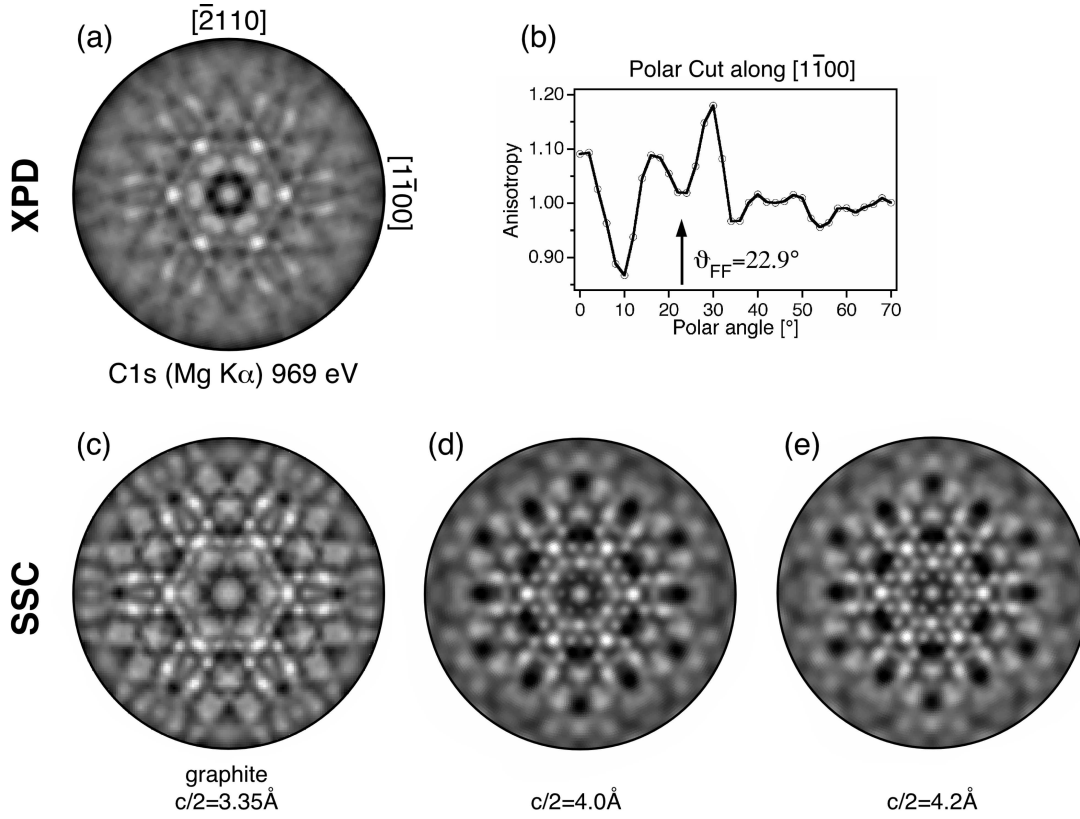 (a)
[2̅110]
[11̅00]
C1s (Mg Kα) 969 eV
XPD
(b)
Polar Cut along [11̅00]
Anisotropy
1.20
1.10
1.00
0.90
ϑFF=22.9°
0 10 20 30 40 50 60 70
Polar angle [°]
SSC
(c)
(d)
(e)
graphite
c/2=3.35Å
c/2=4.0Å
c/2=4.2Å